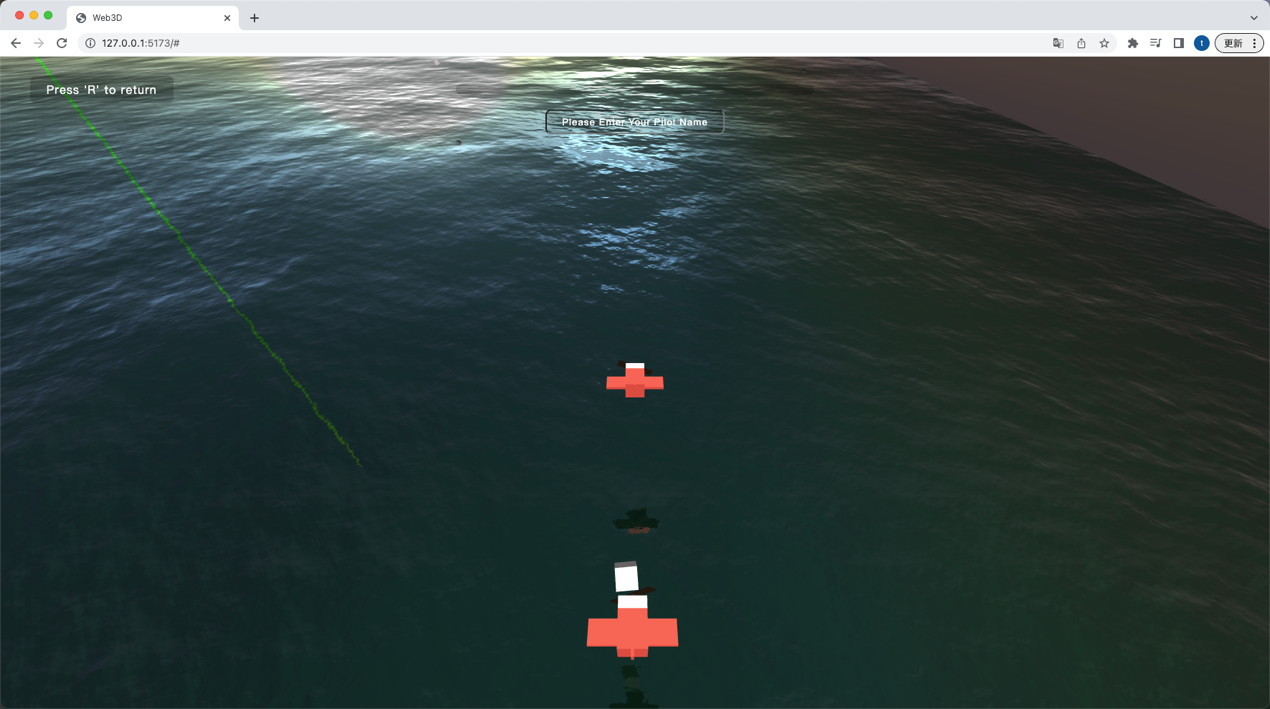 Web3D
127.0.0.1:5173/#
t
更新
Press 'R' to return
Please Enter Your Pilot Name